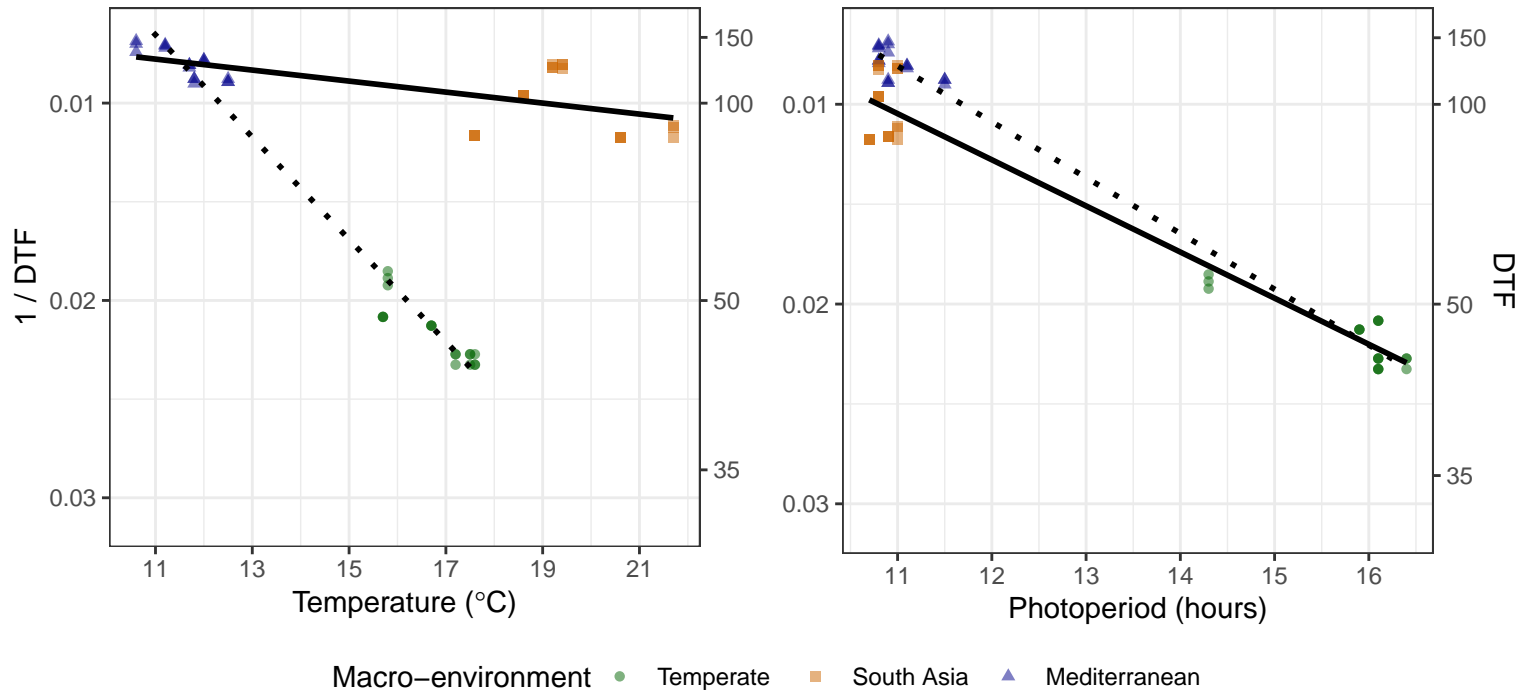 1 / DTF
0.01
0.02
0.03
150
100
50
35
11 13 15 17 19 21
Temperature (°C)
0.01
0.02
0.03
150
100
50
35
DTF
11 12 13 14 15 16
Photoperiod (hours)
Macro−environment Temperate South Asia Mediterranean